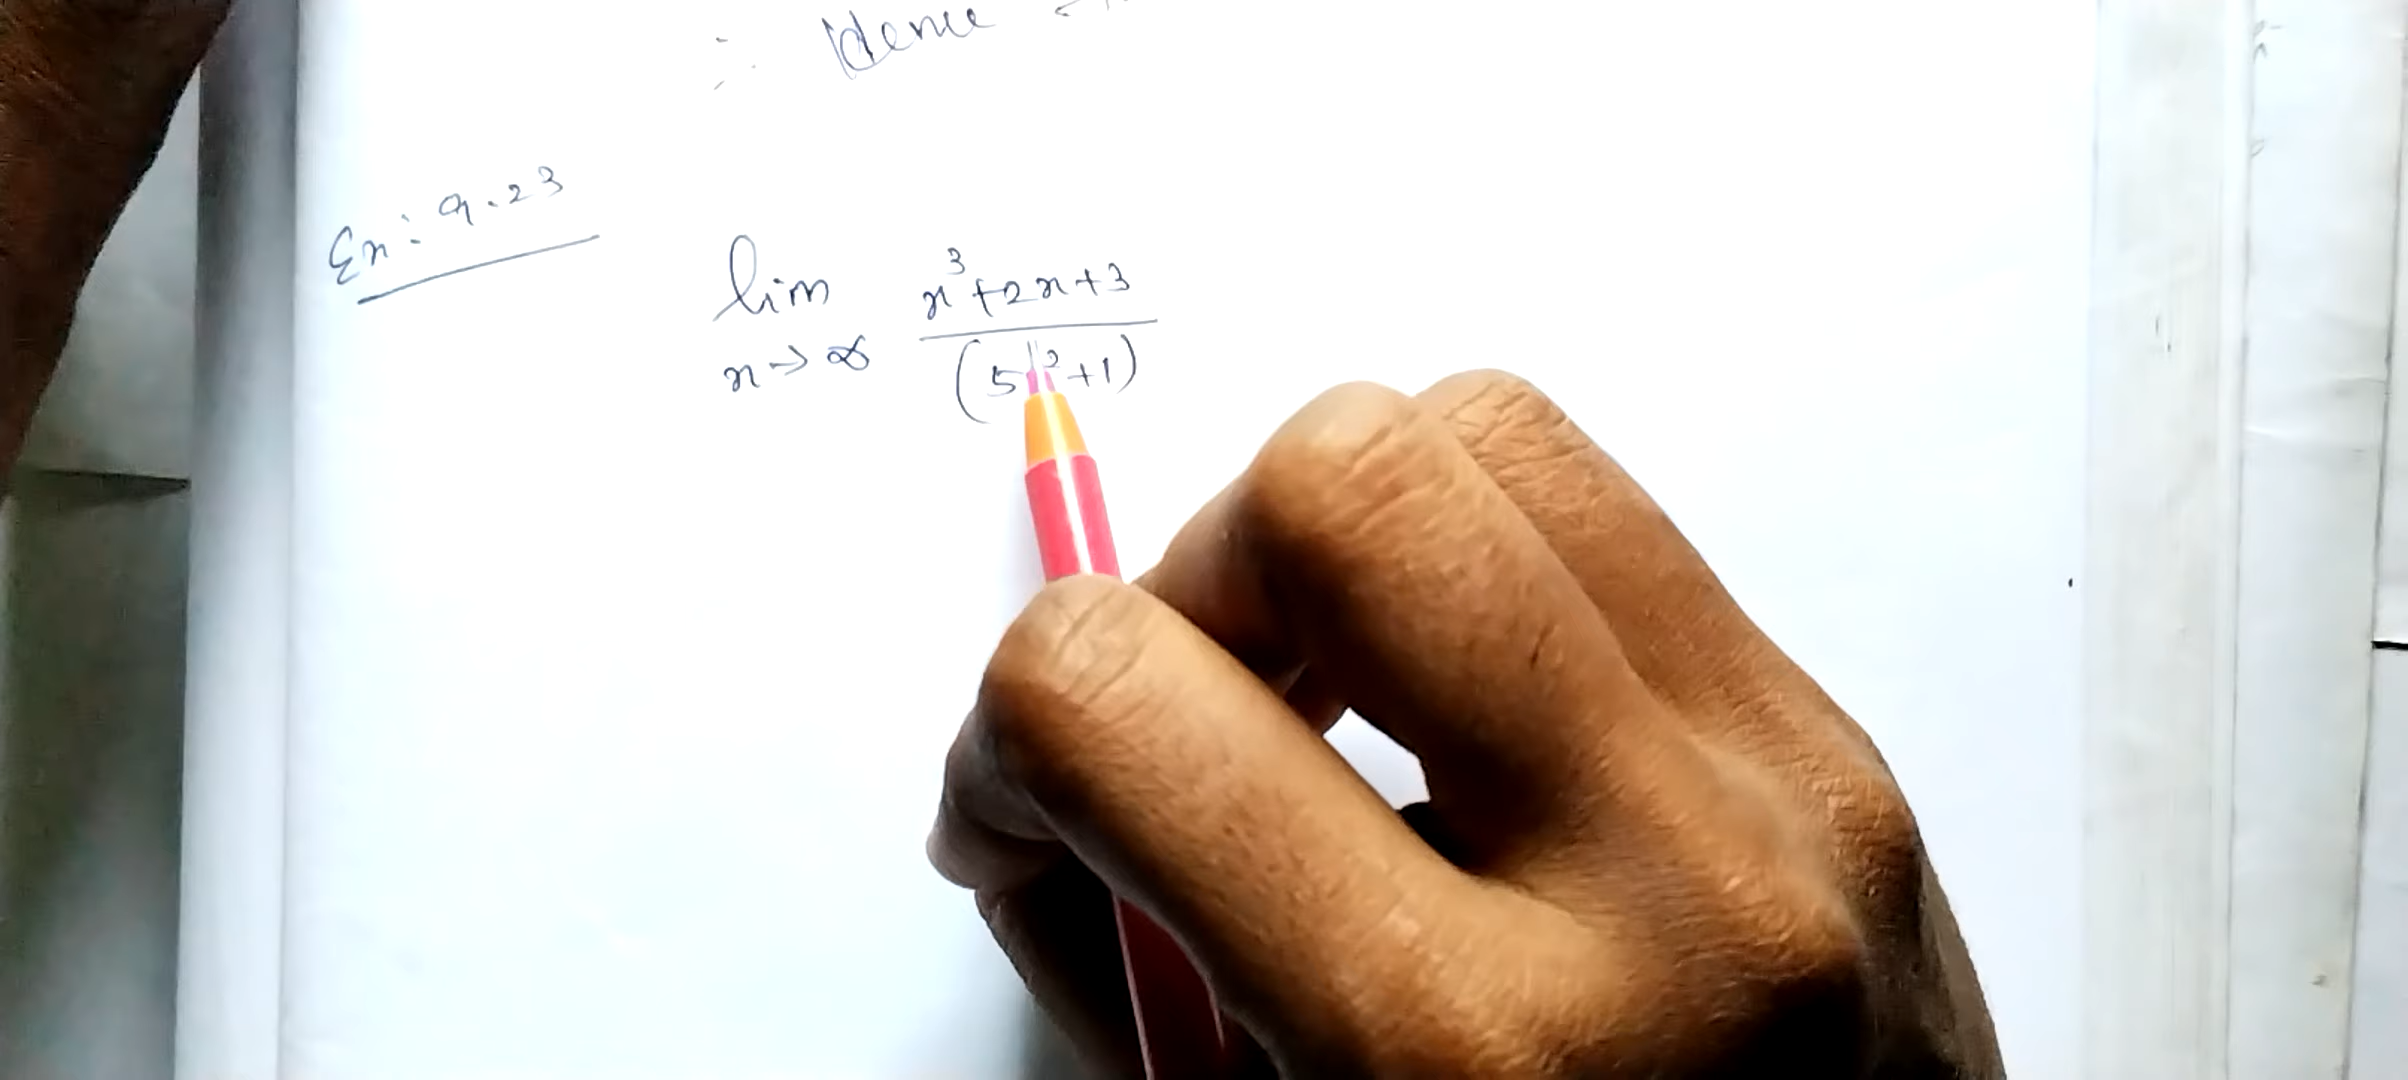 ∴ Hence
Ex: 9.23
lim x³+2x+3
x→∞ (5x²+1)